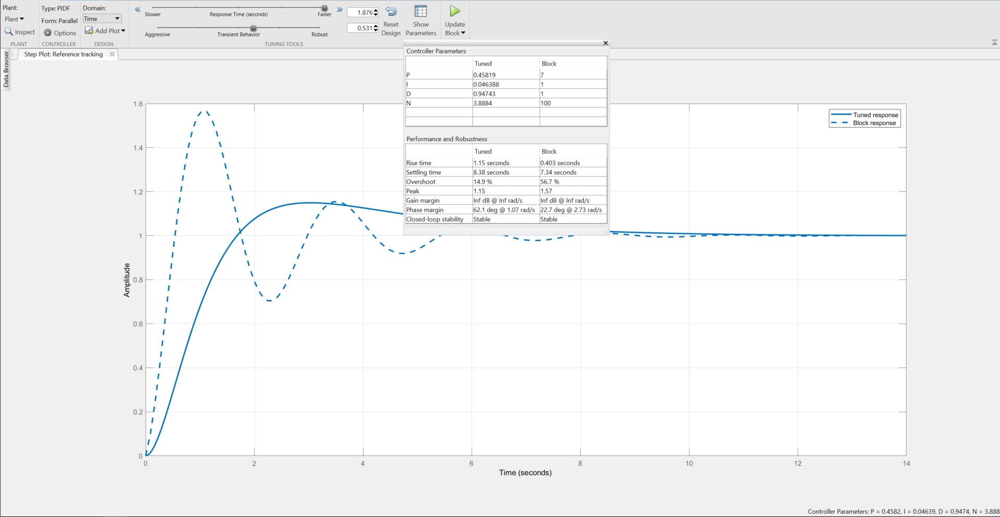 Plant:
Plant
Inspect
PLANT
Type: PIDF
Form: Parallel
Options
CONTROLLER
Domain:
Time
Add Plot
DESIGN
Slower
Response Time (seconds)
Faster
1.876
Aggressive
Transient Behavior
Robust
0.531
TUNING TOOLS
Reset
Design
Show
Parameters
Update
Block
Data Browser
Step Plot: Reference tracking
Controller Parameters
Tuned Block
P 0.45819 7
I 0.046388 1
D 0.94743 1
N 3.8884 100
Performance and Robustness
Tuned Block
Rise time 1.15 seconds 0.403 seconds
Settling time 8.38 seconds 7.34 seconds
Overshoot 14.9 % 56.7 %
Peak 1.15 1.57
Gain margin Inf dB @ Inf rad/s Inf dB @ Inf rad/s
Phase margin 62.1 deg @ 1.07 rad/s 22.7 deg @ 2.73 rad/s
Closed-loop stability Stable Stable
Tuned response
Block response
1.6
1.4
1.2
1
0.8
0.6
0.4
0.2
0
Amplitude
0 2 4 6 8 10 12 14
Time (seconds)
Controller Parameters: P = 0.4582, I = 0.04639, D = 0.9474, N = 3.888